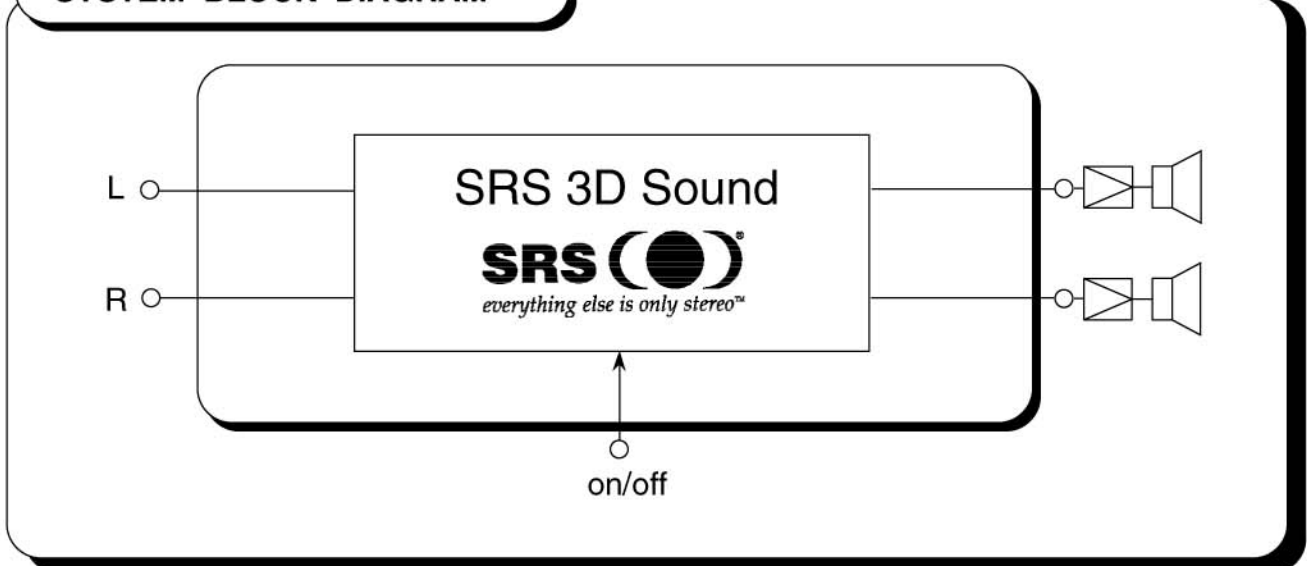 SYSTEM BLOCK DIAGRAM
L
SRS 3D Sound
SRS ®
everything else is only stereo™
R
on/off